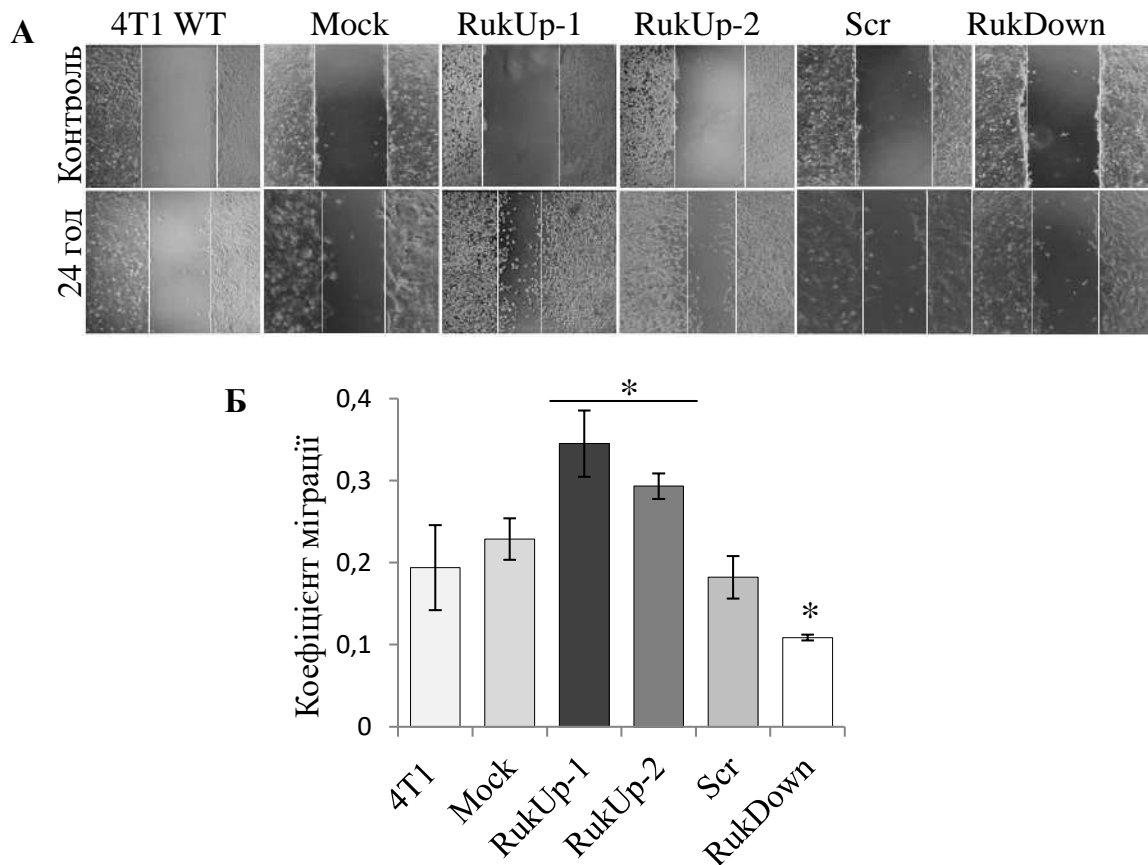 А
4T1 WT Mock RukUp-1 RukUp-2 Scr RukDown
Контроль
24 год
Б
Коефіцієнт міграції
0,4
0,3
0,2
0,1
0
*
*
4T1 Mock RukUp-1 RukUp-2 Scr RukDown